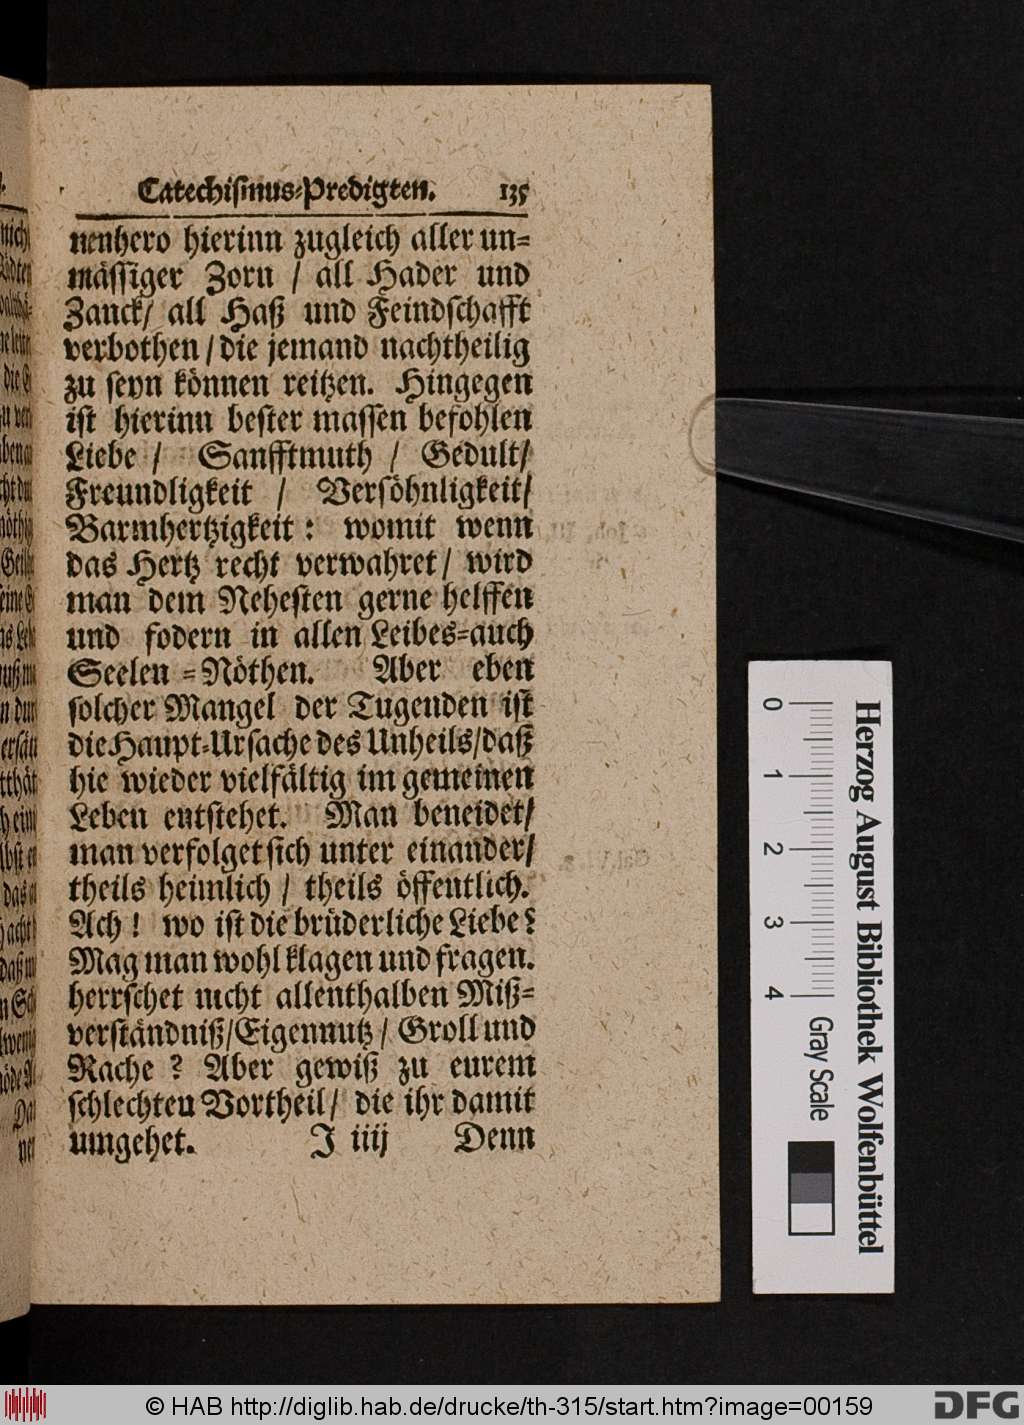 Catechismus-Predigten. 135
nenhero hierinn zugleich aller un-
mässiger Zorn / all Hader und
Zanck/ all Haß und Feindschafft
verbothen / die jemand nachtheilig
zu seyn können reitzen. Hingegen
ist hierinn bester massen befohlen
Liebe / Sanfftmuth / Gedult/
Freundligkeit / Versöhnligkeit/
Barmhertzigkeit: womit wenn
das Hertz recht verwahret / wird
man dem Nehesten gerne helffen
und fodern in allen Leibes-auch
Seelen-Nöthen. Aber eben
solcher Mangel der Tugenden ist
die Haupt-Ursache des Unheils/daß
hie wieder vielfältig im gemeinen
Leben entstehet. Man beneidet/
man verfolget sich unter einander/
theils heimlich / theils öffentlich.
Ach! wo ist die brüderliche Liebe?
Mag man wohl klagen und fragen.
herrschet nicht allenthalben Miß-
verständniß/Eigennutz / Groll und
Rache? Aber gewiß zu eurem
schlechten Vortheil/ die ihr damit
umgehet. J iiij Denn
0 1 2 3 4 Gray Scale
Herzog August Bibliothek Wolfenbüttel
© HAB http://diglib.hab.de/drucke/th-315/start.htm?image=00159
DFG